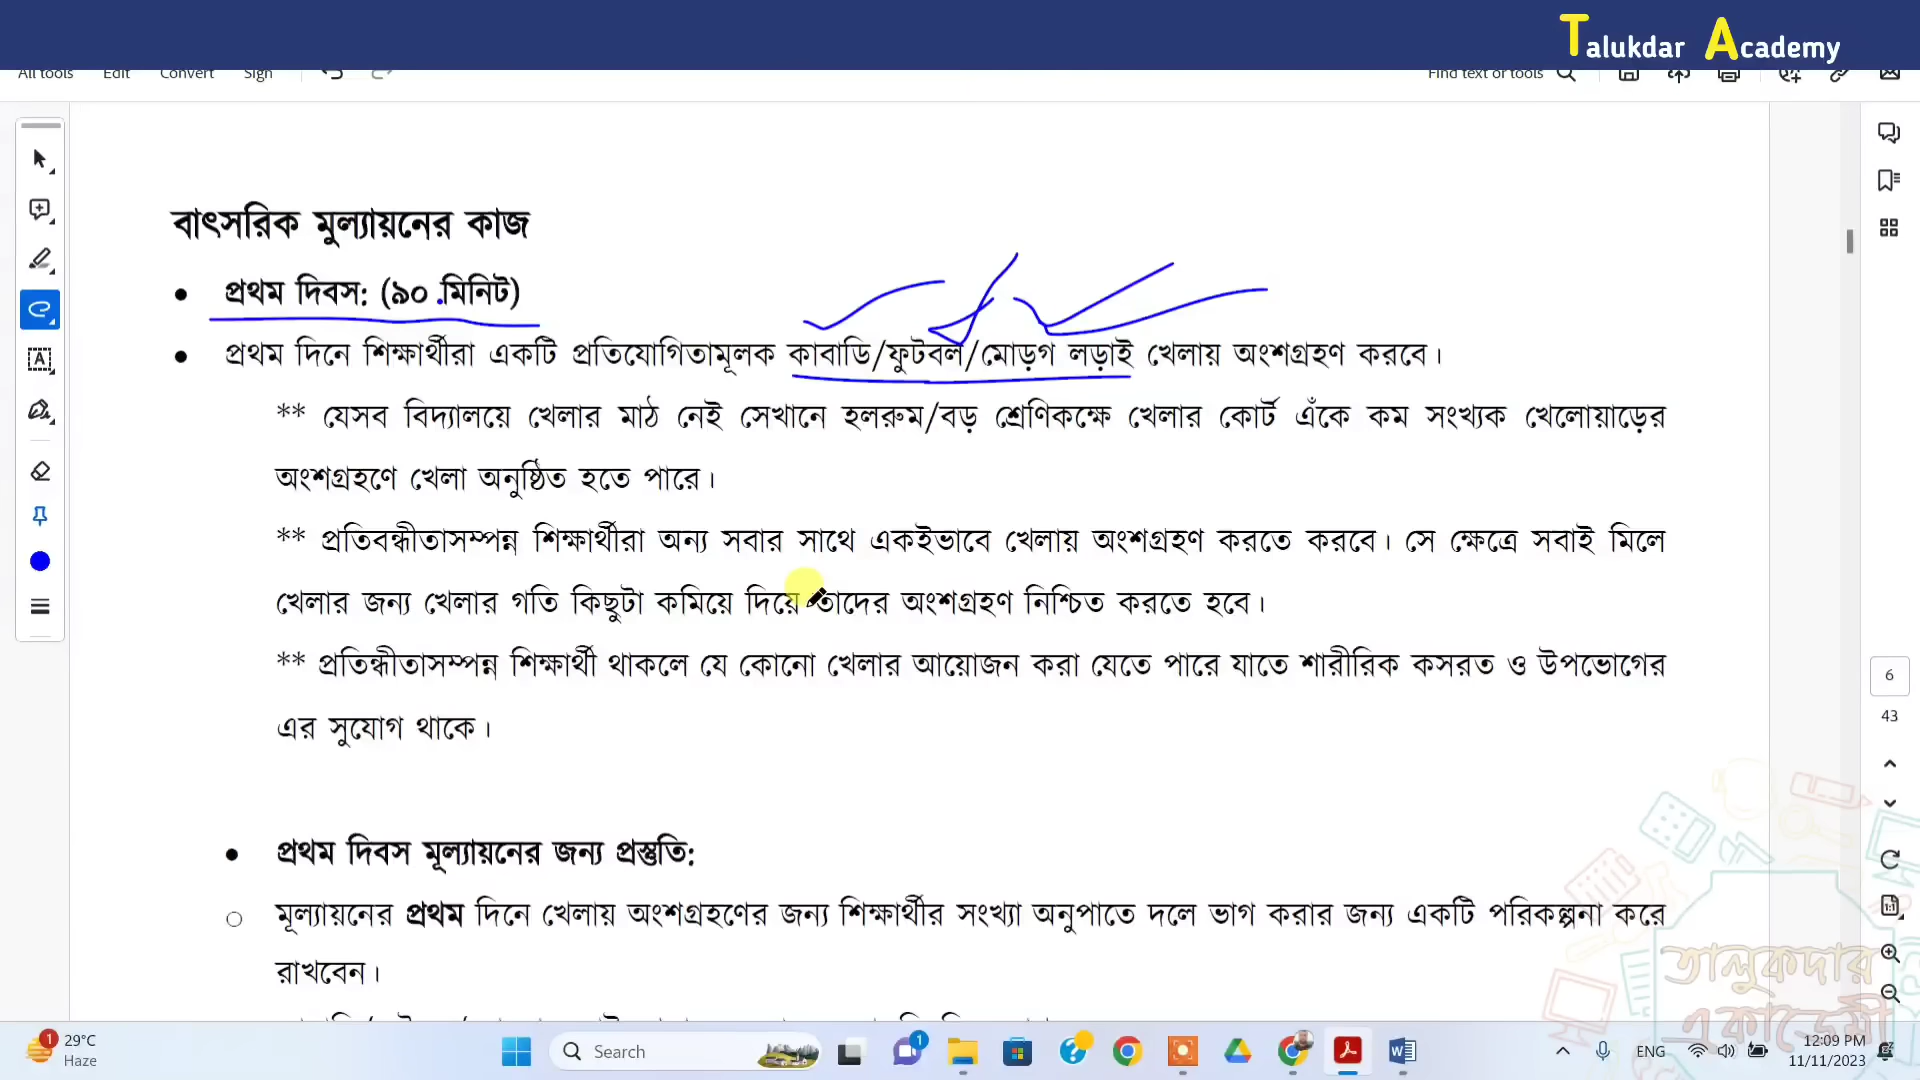 Talukdar Academy
All tools Edit Convert Sign Find text or tools
বাৎসরিক মুল্যায়নের কাজ
• প্রথম দিবস: (৯০ মিনিট)
• প্রথম দিনে শিক্ষার্থীরা একটি প্রতিযোগিতামূলক কাবাডি/ফুটবল/মোড়গ লড়াই খেলায় অংশগ্রহণ করবে।
** যেসব বিদ্যালয়ে খেলার মাঠ নেই সেখানে হলরুম/বড় শ্রেণিকক্ষে খেলার কোর্ট এঁকে কম সংখ্যক খেলোয়াড়ের
অংশগ্রহণে খেলা অনুষ্ঠিত হতে পারে।
** প্রতিবন্ধীতাসম্পন্ন শিক্ষার্থীরা অন্য সবার সাথে একইভাবে খেলায় অংশগ্রহণ করতে করবে। সে ক্ষেত্রে সবাই মিলে
খেলার জন্য খেলার গতি কিছুটা কমিয়ে দিয়ে তাদের অংশগ্রহণ নিশ্চিত করতে হবে।
** প্রতিন্ধীতাসম্পন্ন শিক্ষার্থী থাকলে যে কোনো খেলার আয়োজন করা যেতে পারে যাতে শারীরিক কসরত ও উপভোগের
এর সুযোগ থাকে।
6
43
• প্রথম দিবস মূল্যায়নের জন্য প্রস্তুতি:
○ মূল্যায়নের প্রথম দিনে খেলায় অংশগ্রহণের জন্য শিক্ষার্থীর সংখ্যা অনুপাতে দলে ভাগ করার জন্য একটি পরিকল্পনা করে
রাখবেন।
তালুকদার
একাডেমী
1 29°C
Haze
Search
1
ENG
12:09 PM
11/11/2023